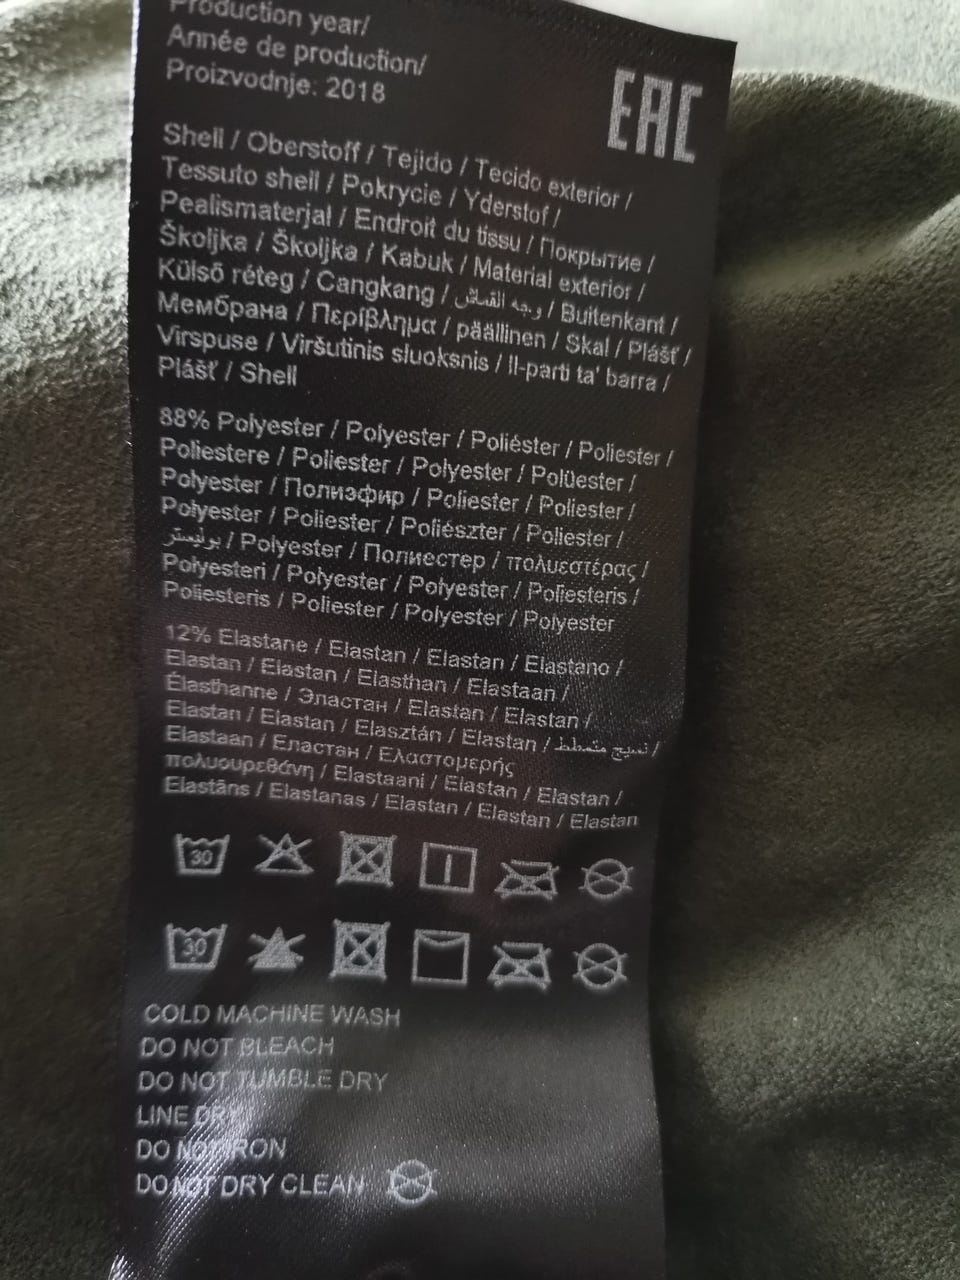 Production year/
Année de production/
Proizvodnje: 2018
EAC
Shell / Oberstoff / Tejido / Tecido exterior /
Tessuto shell / Pokrycie / Yderstof /
Pealismaterjal / Endroit du tissu / Покрытие /
Školjka / Školjka / Kabuk / Material exterior /
Külső réteg / Cangkang / وجه القماش / Buitenkant /
Мембрана / Περίβλημα / päällinen / Skal / Plášť /
Virspuse / Viršutinis sluoksnis / Il-parti ta' barra /
Plášť / Shell
88% Polyester / Polyester / Poliéster / Poliester /
Poliestere / Poliester / Polyester / Polüester /
Polyester / Полиэфир / Poliester / Poliester /
Polyester / Poliester / Poliészter / Poliester /
بوليستر / Polyester / Полиестер / πολυεστέρας /
Polyesteri / Polyester / Polyester / Poliesteris /
Poliesteris / Poliester / Polyester / Polyester
12% Elastane / Elastan / Elastan / Elastano /
Elastan / Elastan / Elasthan / Elastaan /
Élasthanne / Эластан / Elastan / Elastan /
Elastan / Elastan / Elasztán / Elastan / نسيج متمطط /
Elastaan / Еластан / Ελαστομερής
πολυουρεθάνη / Elastaani / Elastan / Elastan /
Elastāns / Elastanas / Elastan / Elastan / Elastan
30
30
COLD MACHINE WASH
DO NOT BLEACH
DO NOT TUMBLE DRY
LINE DRY
DO NOT IRON
DO NOT DRY CLEAN